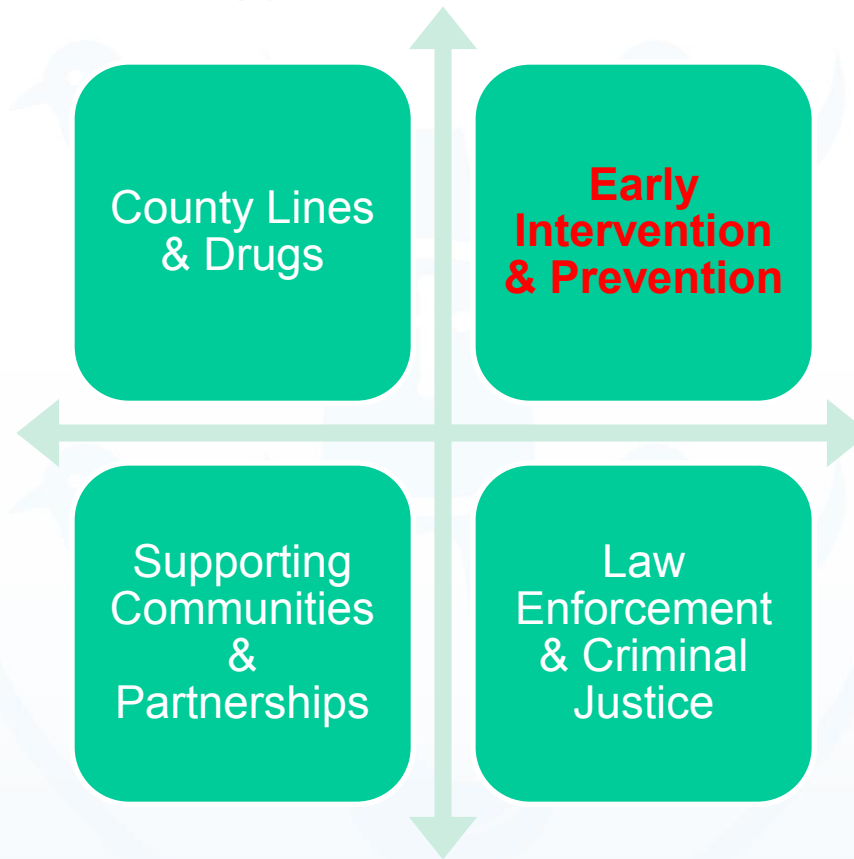 County Lines
& Drugs
Early
Intervention
& Prevention
Supporting
Communities
&
Partnerships
Law
Enforcement
& Criminal
Justice